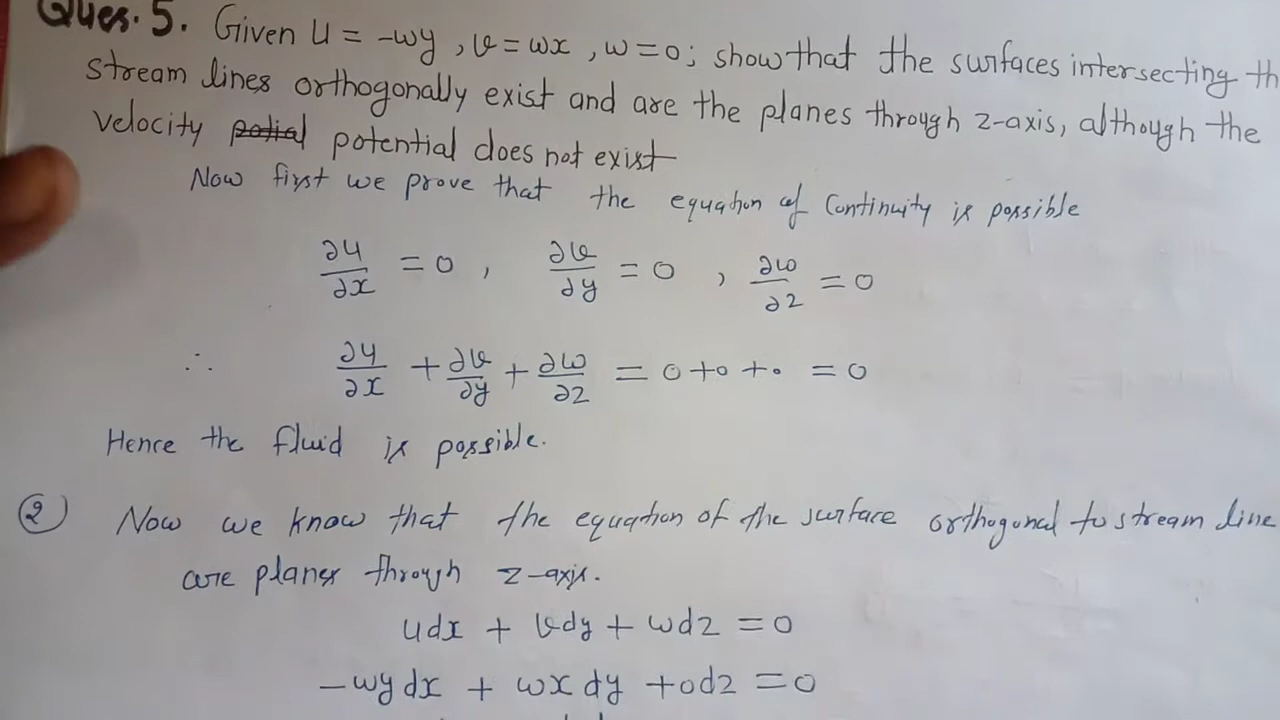 Ques. 5. Given u = -wy , v = wx , w = 0; show that the surfaces intersecting th
stream lines orthogonally exist and are the planes through z-axis, although the
velocity potial potential does not exist
Now first we prove that the equation of Continuity is possible
∂u/∂x = 0 , ∂v/∂y = 0 , ∂w/∂z = 0
∴ ∂u/∂x + ∂v/∂y + ∂w/∂z = 0 + 0 + 0 = 0
Hence the fluid is possible.
② Now we know that the equation of the surface orthogonal to stream line
are planes through z-axis.
udx + vdy + wdz = 0
-wy dx + wx dy + 0dz = 0